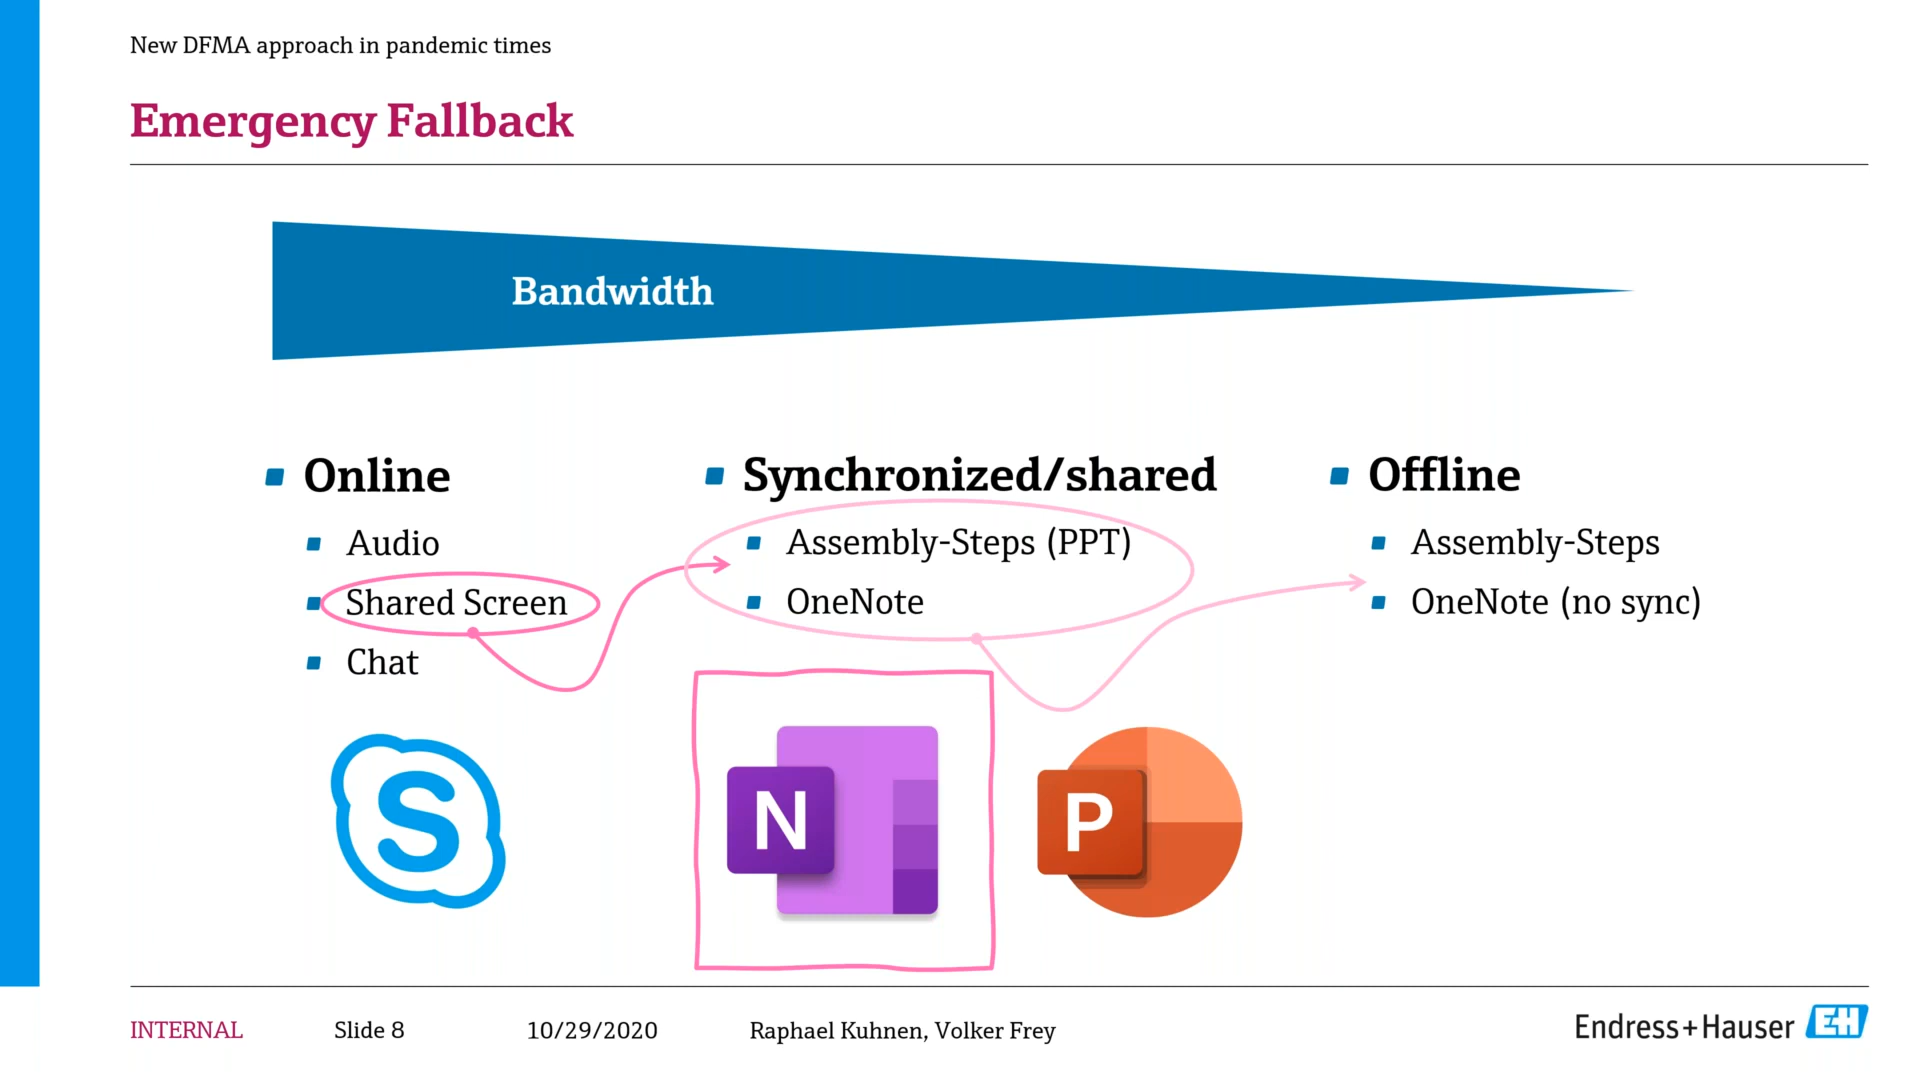 New DFMA approach in pandemic times
Emergency Fallback
Bandwidth
Online
Audio
Shared Screen
Chat
Synchronized/shared
Assembly-Steps (PPT)
OneNote
Offline
Assembly-Steps
OneNote (no sync)
S
N
P
INTERNAL
Slide 8
10/29/2020
Raphael Kuhnen, Volker Frey
Endress+Hauser EH